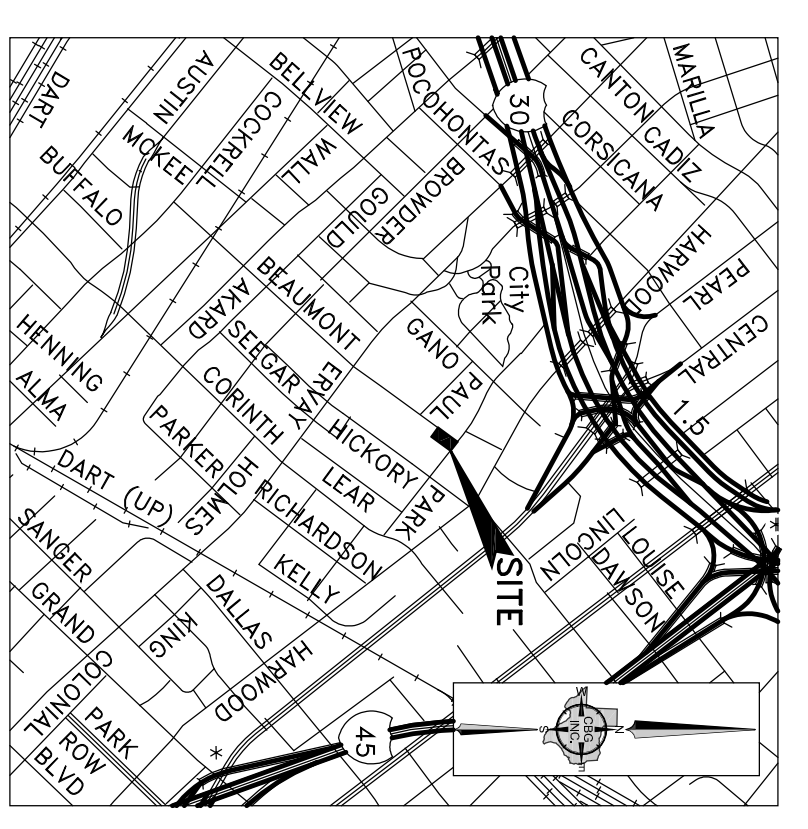 DART
AUSTIN
BELLVIEW
POCOHONTAS
30
CANTON
CADIZ
MARILLA
BUFFALO
MCKEE
COCKRELL
WALL
GOULD
BROWDER
CORSICANA
HARWOOD
PEARL
CENTRAL
City
Park
BEAUMONT
AKARD
SEEGAR
ERVAY
GANO
PAUL
HENNING
ALMA
CORINTH
PARKER
HOLMES
HICKORY
LEAR
RICHARDSON
PARK
1.5
DART (UP)
SITE
LINCOLN
LOUISE
DAWSON
SANGER
GRAND
KELLY
DALLAS
KING
HARWOOD
COLONIAL
PARK
ROW
BLVD
45
W
N
S
E
CBG
INC.